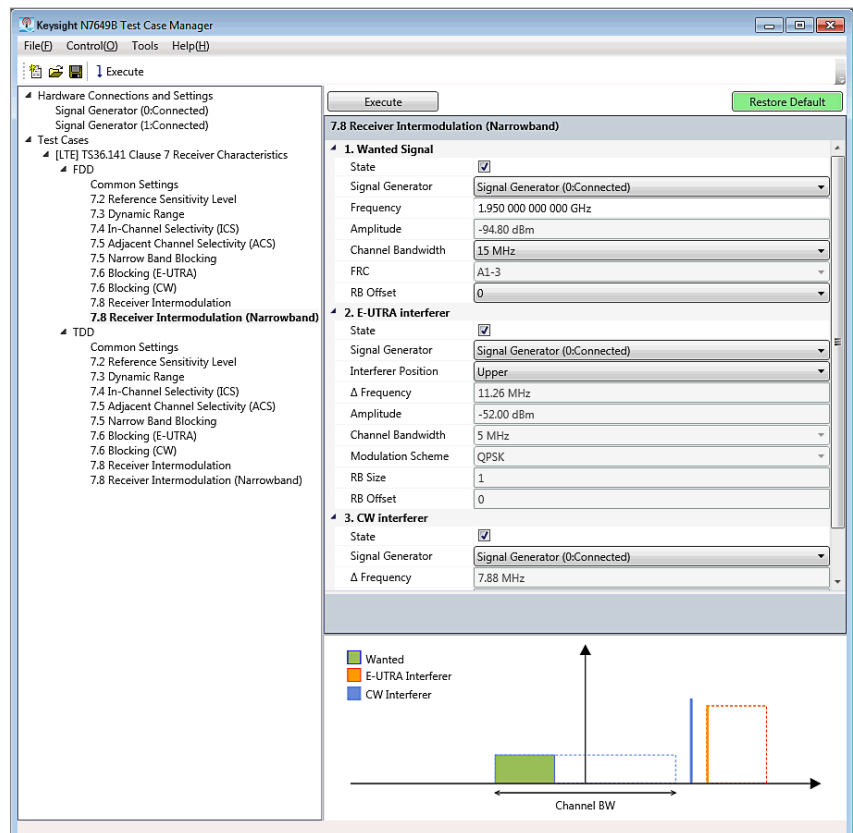 Keysight N7649B Test Case Manager
File(F) Control(O) Tools Help(H)
Execute
Hardware Connections and Settings
Signal Generator (0:Connected)
Signal Generator (1:Connected)
Test Cases
[LTE] TS36.141 Clause 7 Receiver Characteristics
FDD
Common Settings
7.2 Reference Sensitivity Level
7.3 Dynamic Range
7.4 In-Channel Selectivity (ICS)
7.5 Adjacent Channel Selectivity (ACS)
7.5 Narrow Band Blocking
7.6 Blocking (E-UTRA)
7.6 Blocking (CW)
7.8 Receiver Intermodulation
7.8 Receiver Intermodulation (Narrowband)
TDD
Common Settings
7.2 Reference Sensitivity Level
7.3 Dynamic Range
7.4 In-Channel Selectivity (ICS)
7.5 Adjacent Channel Selectivity (ACS)
7.5 Narrow Band Blocking
7.6 Blocking (E-UTRA)
7.6 Blocking (CW)
7.8 Receiver Intermodulation
7.8 Receiver Intermodulation (Narrowband)
Execute Restore Default
7.8 Receiver Intermodulation (Narrowband)
1. Wanted Signal
State
Signal Generator Signal Generator (0:Connected)
Frequency 1.950 000 000 000 GHz
Amplitude -94.80 dBm
Channel Bandwidth 15 MHz
FRC A1-3
RB Offset 0
2. E-UTRA interferer
State
Signal Generator Signal Generator (0:Connected)
Interferer Position Upper
Δ Frequency 11.26 MHz
Amplitude -52.00 dBm
Channel Bandwidth 5 MHz
Modulation Scheme QPSK
RB Size 1
RB Offset 0
3. CW interferer
State
Signal Generator Signal Generator (0:Connected)
Δ Frequency 7.88 MHz
Wanted
E-UTRA Interferer
CW Interferer
Channel BW